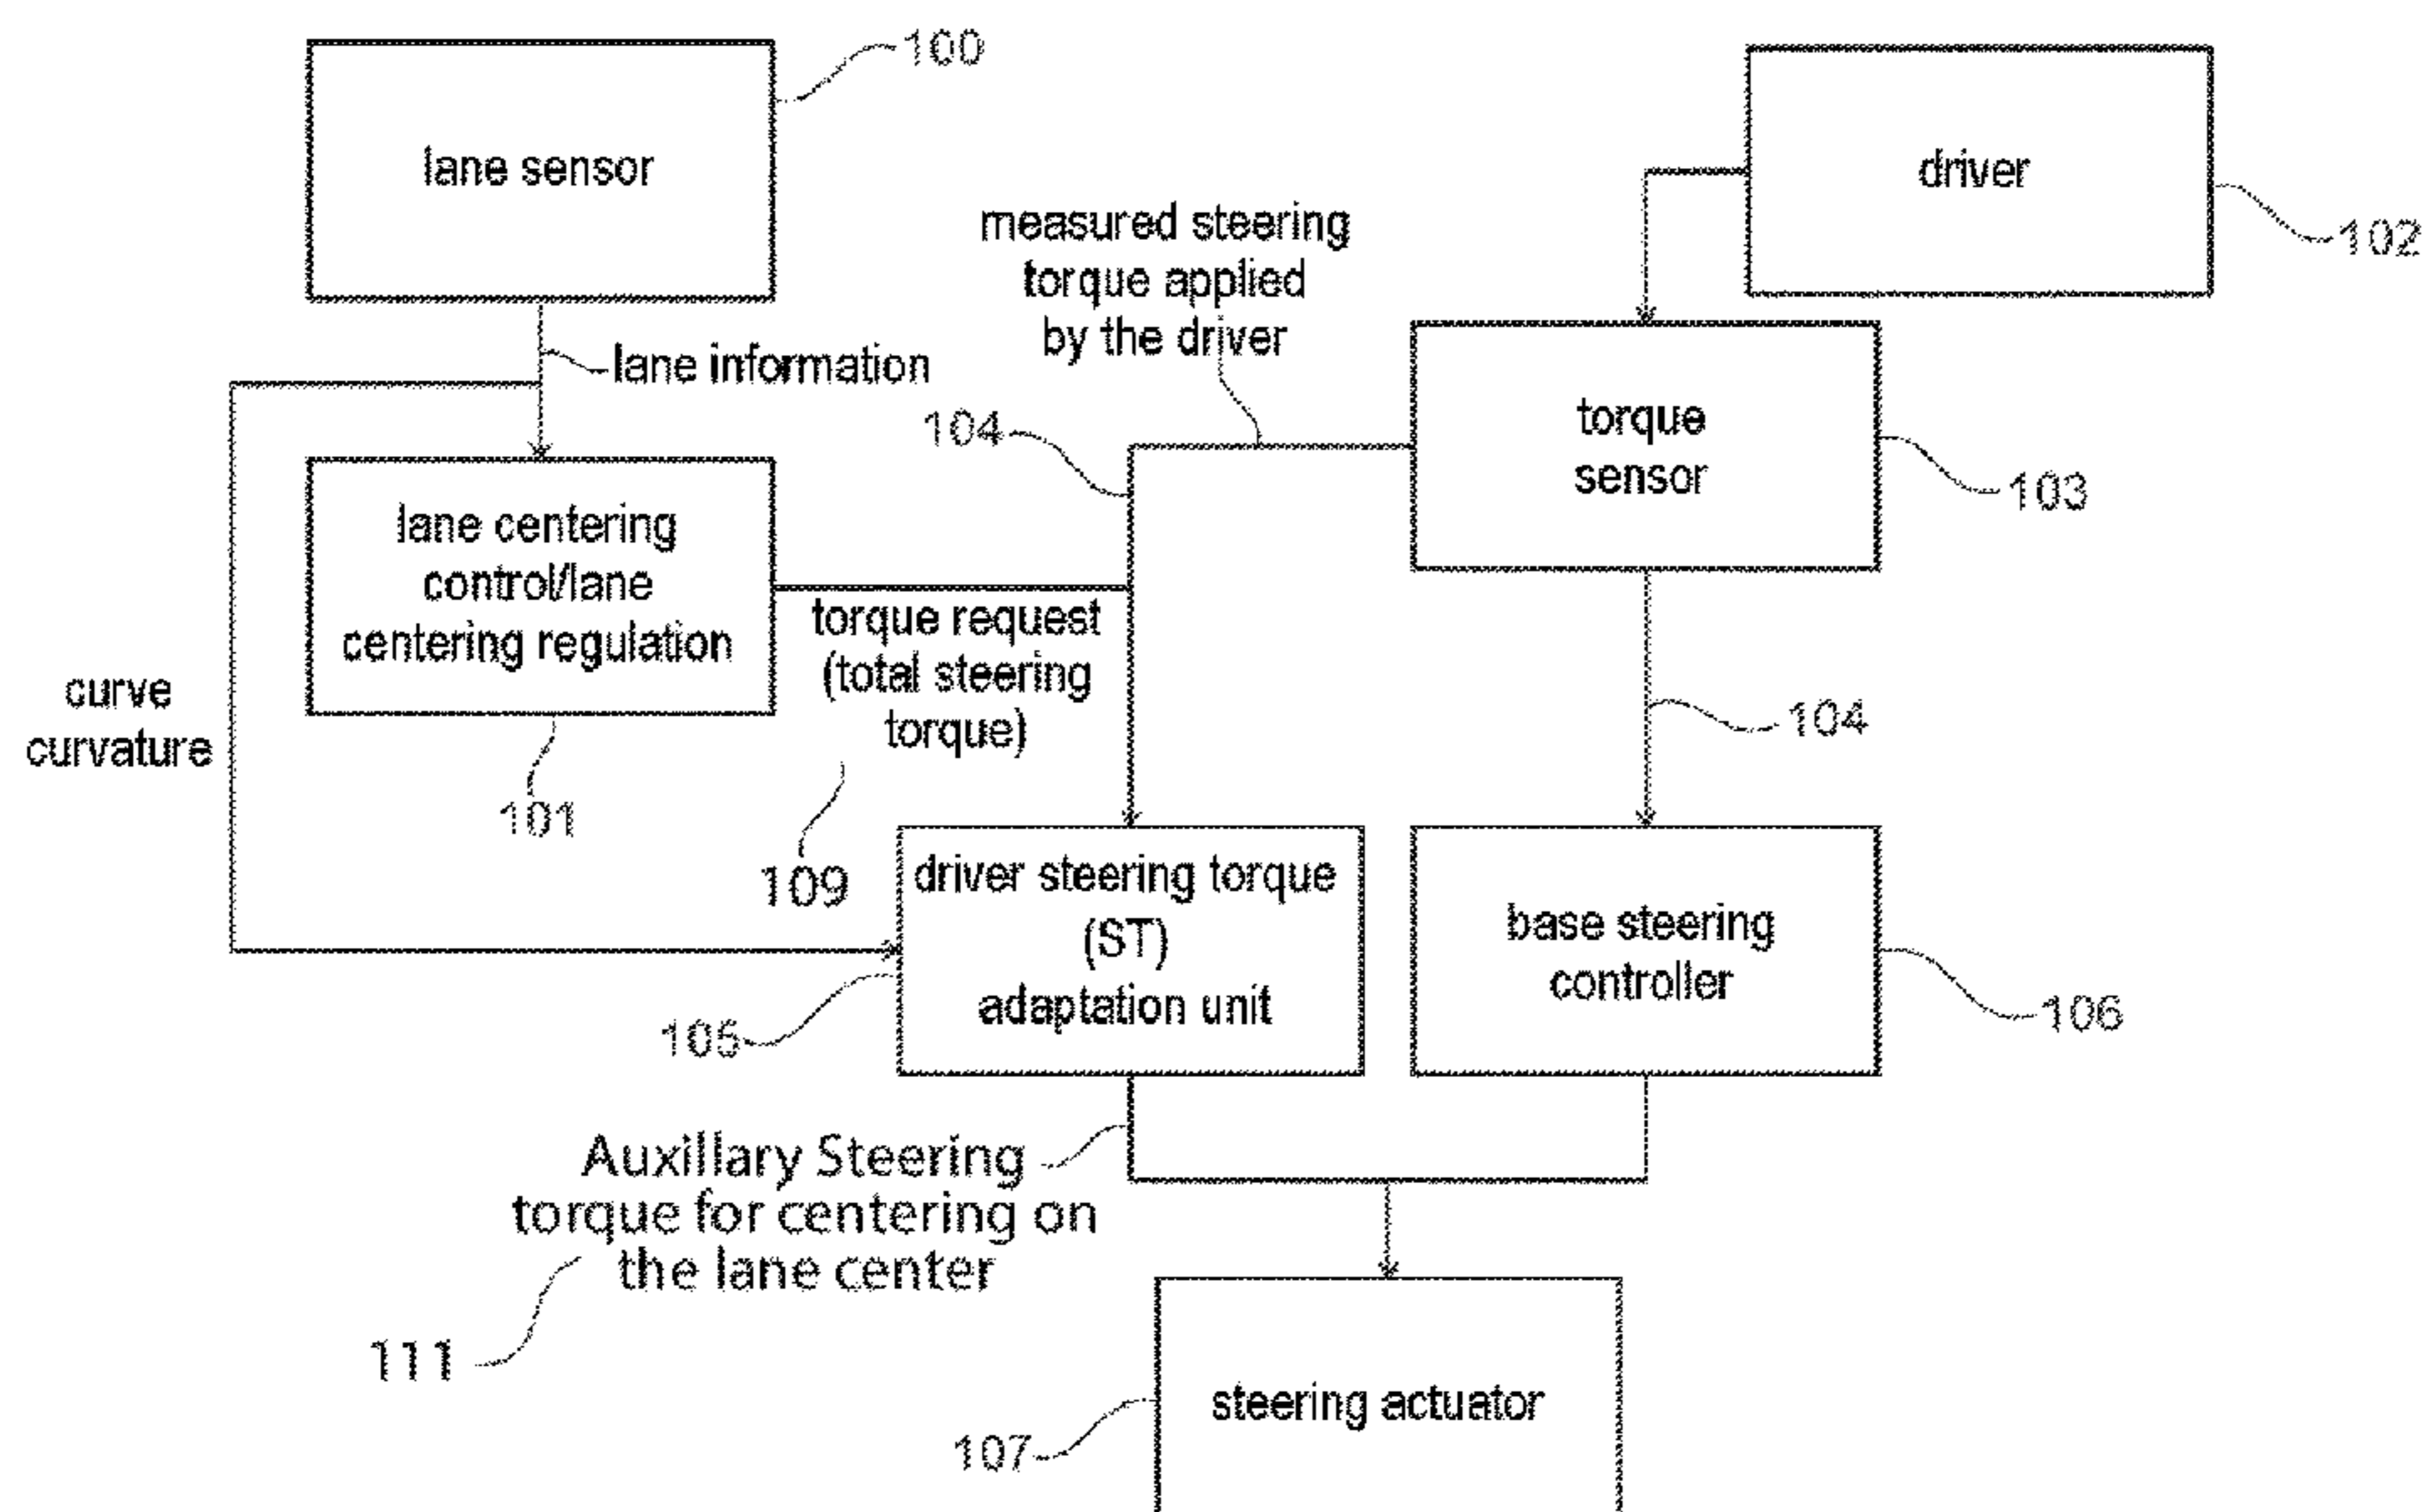 100
lane sensor
driver
102
measured steering
torque applied
by the driver
lane information
104
torque
sensor
103
lane centering
control/lane
centering regulation
101
torque request
(total steering
torque)
109
curve
curvature
104
driver steering torque
(ST)
adaptation unit
105
base steering
controller
106
Auxillary Steering
torque for centering on
the lane center
111
steering actuator
107